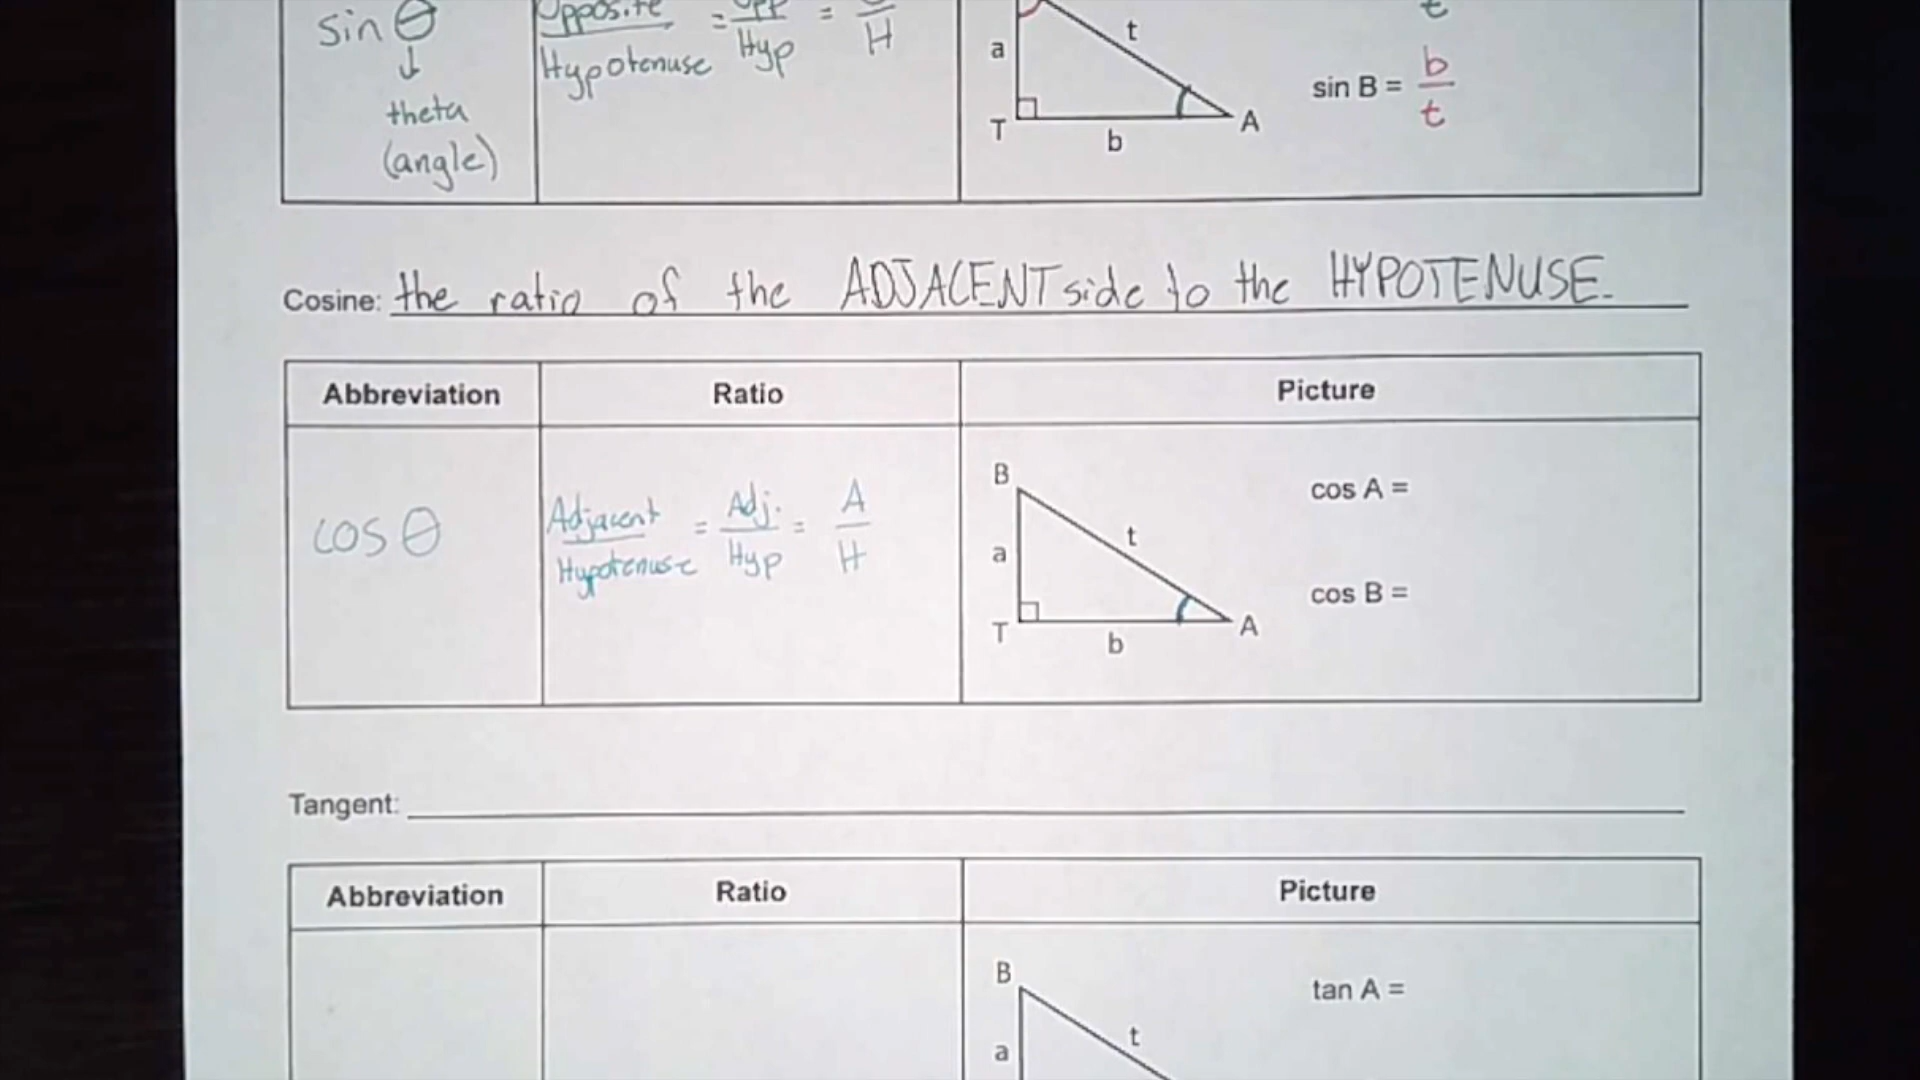 sin θ
Opposite = Opp = O
Hypotenuse Hyp H
theta
(angle)
t
a
T
b
A
t
sin B = b
t
Cosine: the ratio of the ADJACENT side to the HYPOTENUSE.
Abbreviation Ratio Picture
cos θ
Adjacent = Adj. = A
Hypotenuse Hyp H
B
t
a
T
b
A
cos A =
cos B =
Tangent:
Abbreviation Ratio Picture
B
t
a
tan A =